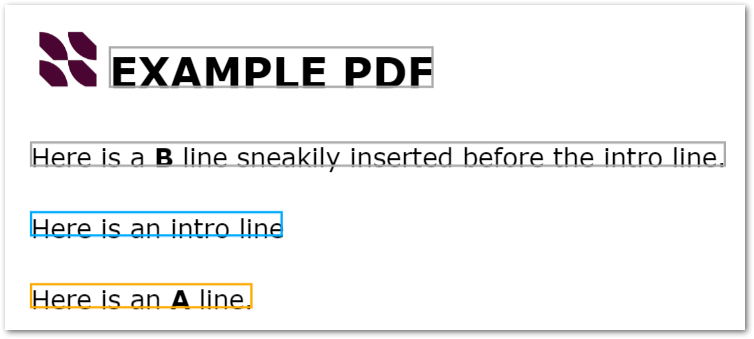 EXAMPLE PDF
Here is a B line sneakily inserted before the intro line.
Here is an intro line
Here is an A line.